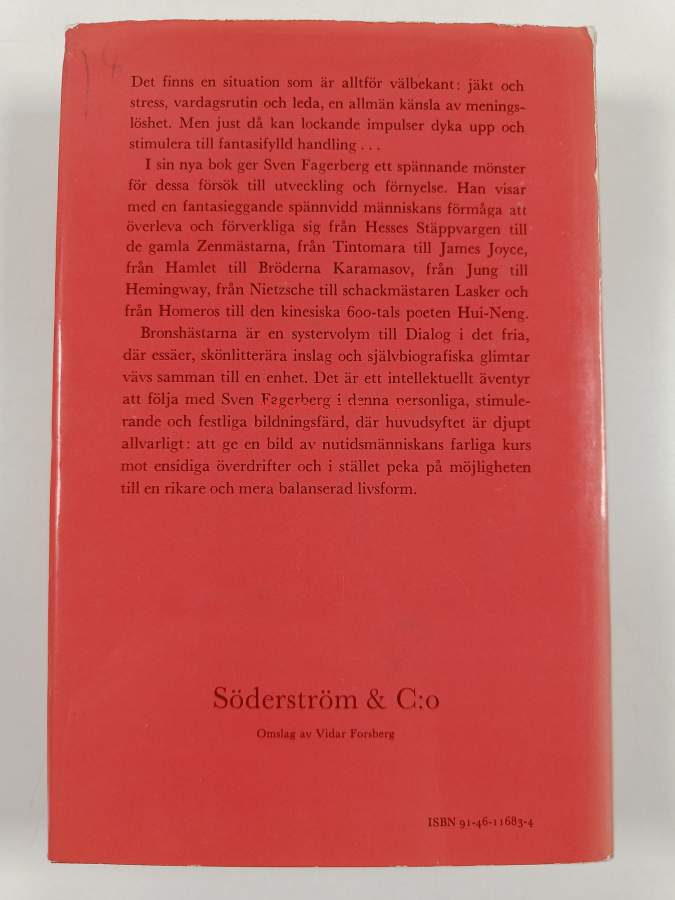 Det finns en situation som är alltför välbekant: jäkt och
stress, vardagsrutin och leda, en allmän känsla av menings-
löshet. Men just då kan lockande impulser dyka upp och
stimulera till fantasifylld handling . . .
I sin nya bok ger Sven Fagerberg ett spännande mönster
för dessa försök till utveckling och förnyelse. Han visar
med en fantasieggande spännvidd människans förmåga att
överleva och förverkliga sig från Hesses Stäppvargen till
de gamla Zenmästarna, från Tintomara till James Joyce,
från Hamlet till Bröderna Karamasov, från Jung till
Hemingway, från Nietzsche till schackmästaren Lasker och
från Homeros till den kinesiska 600-tals poeten Hui-Neng.
Bronshästarna är en systervolym till Dialog i det fria,
där essäer, skönlitterära inslag och självbiografiska glimtar
vävs samman till en enhet. Det är ett intellektuellt äventyr
att följa med Sven Fagerberg i denna personliga, stimule-
rande och festliga bildningsfärd, där huvudsyftet är djupt
allvarligt: att ge en bild av nutidsmänniskans farliga kurs
mot ensidiga överdrifter och i stället peka på möjligheten
till en rikare och mera balanserad livsform.
Söderström & C:o
Omslag av Vidar Forsberg
ISBN 91-46-11683-4